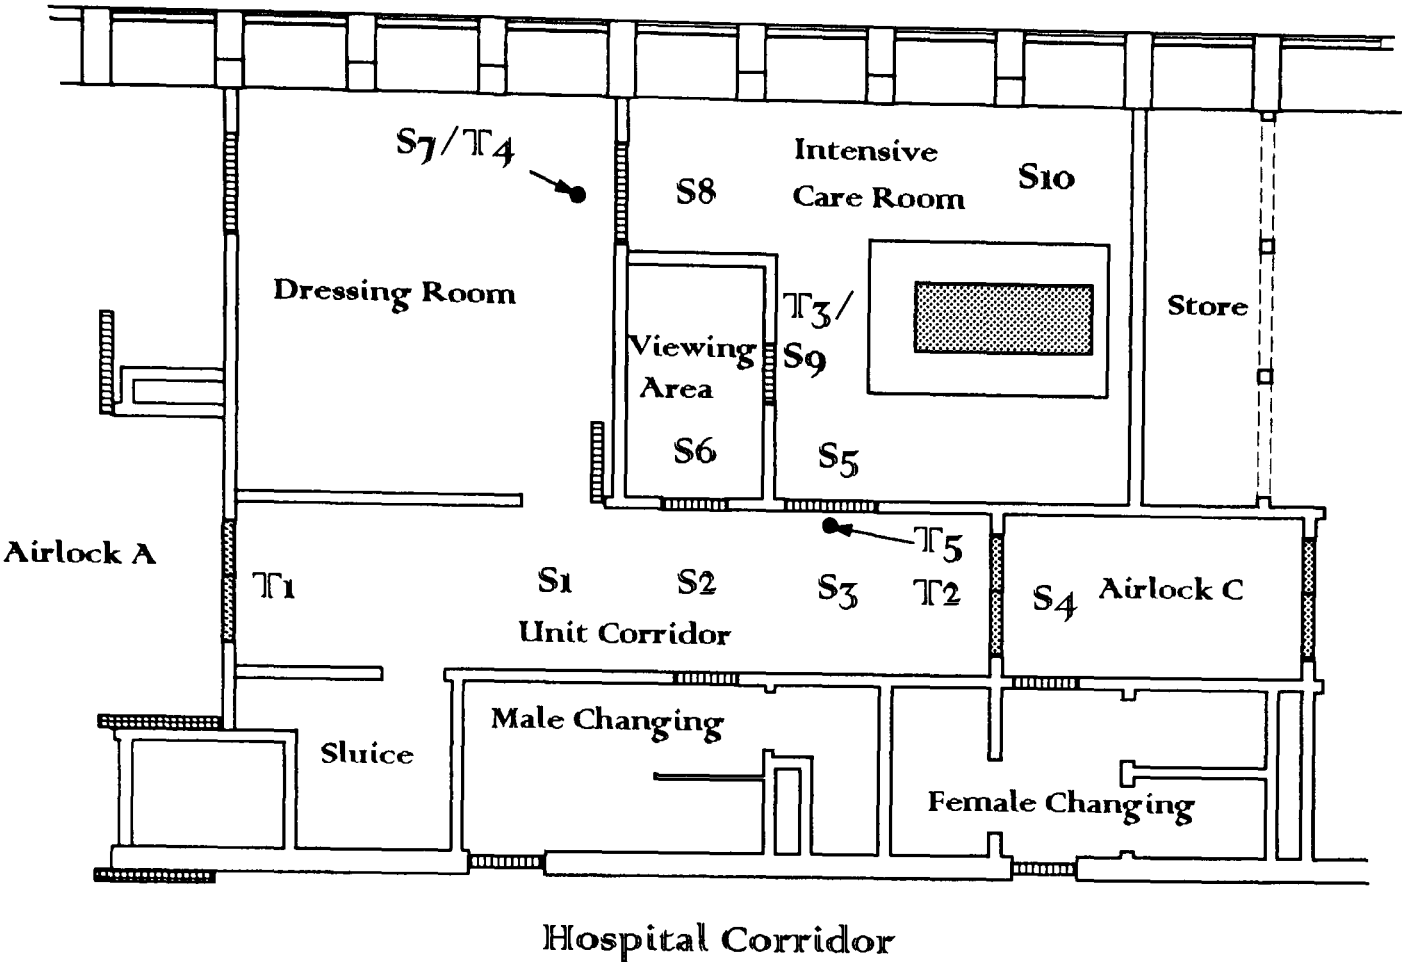 S7/T4
Intensive
Care Room
S10
S8
Dressing Room
T3/
S9
Store
Viewing
Area
S6
S5
Airlock A
T1
S1
S2
S3
T5
T2
S4
Airlock C
Unit Corridor
Male Changing
Sluice
Female Changing
Hospital Corridor